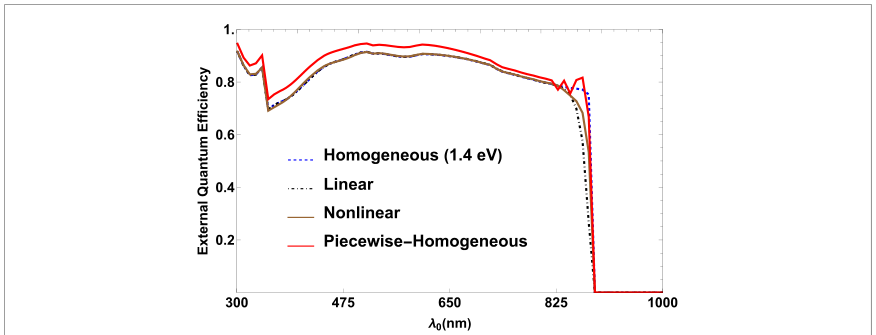 External Quantum Efficiency
1.
0.8
0.6
0.4
0.2
Homogeneous (1.4 eV)
Linear
Nonlinear
Piecewise−Homogeneous
300 475 650 825 1000
λ0(nm)